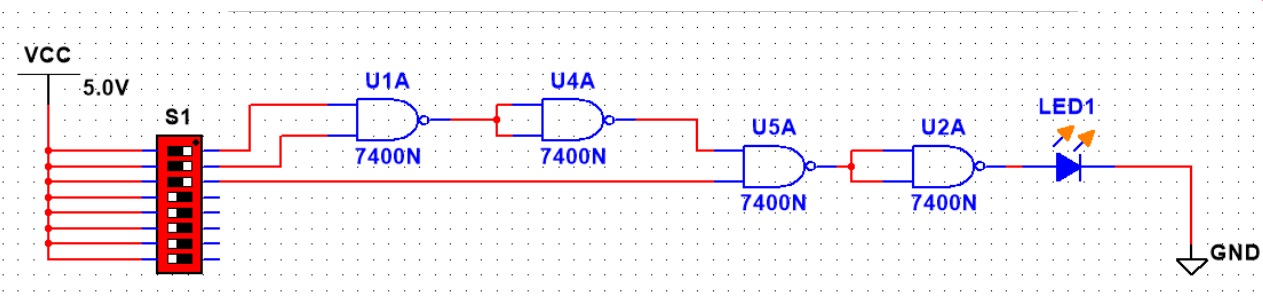 VCC
5.0V
S1
U1A
7400N
U4A
7400N
U5A
7400N
U2A
7400N
LED1
GND